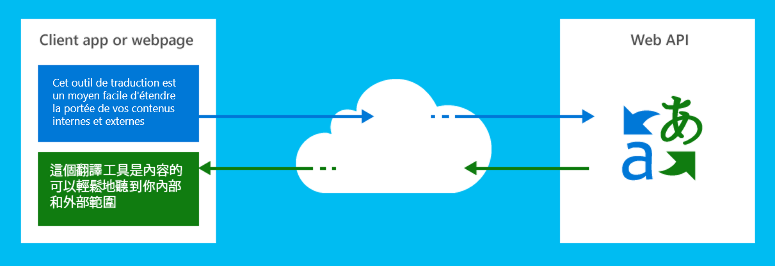 Client app or webpage
Cet outil de traduction est
un moyen facile d'étendre
la portée de vos contenus
internes et externes
這個翻譯工具是內容的
可以輕鬆地聽到你內部
和外部範圍
Web API
あ
a